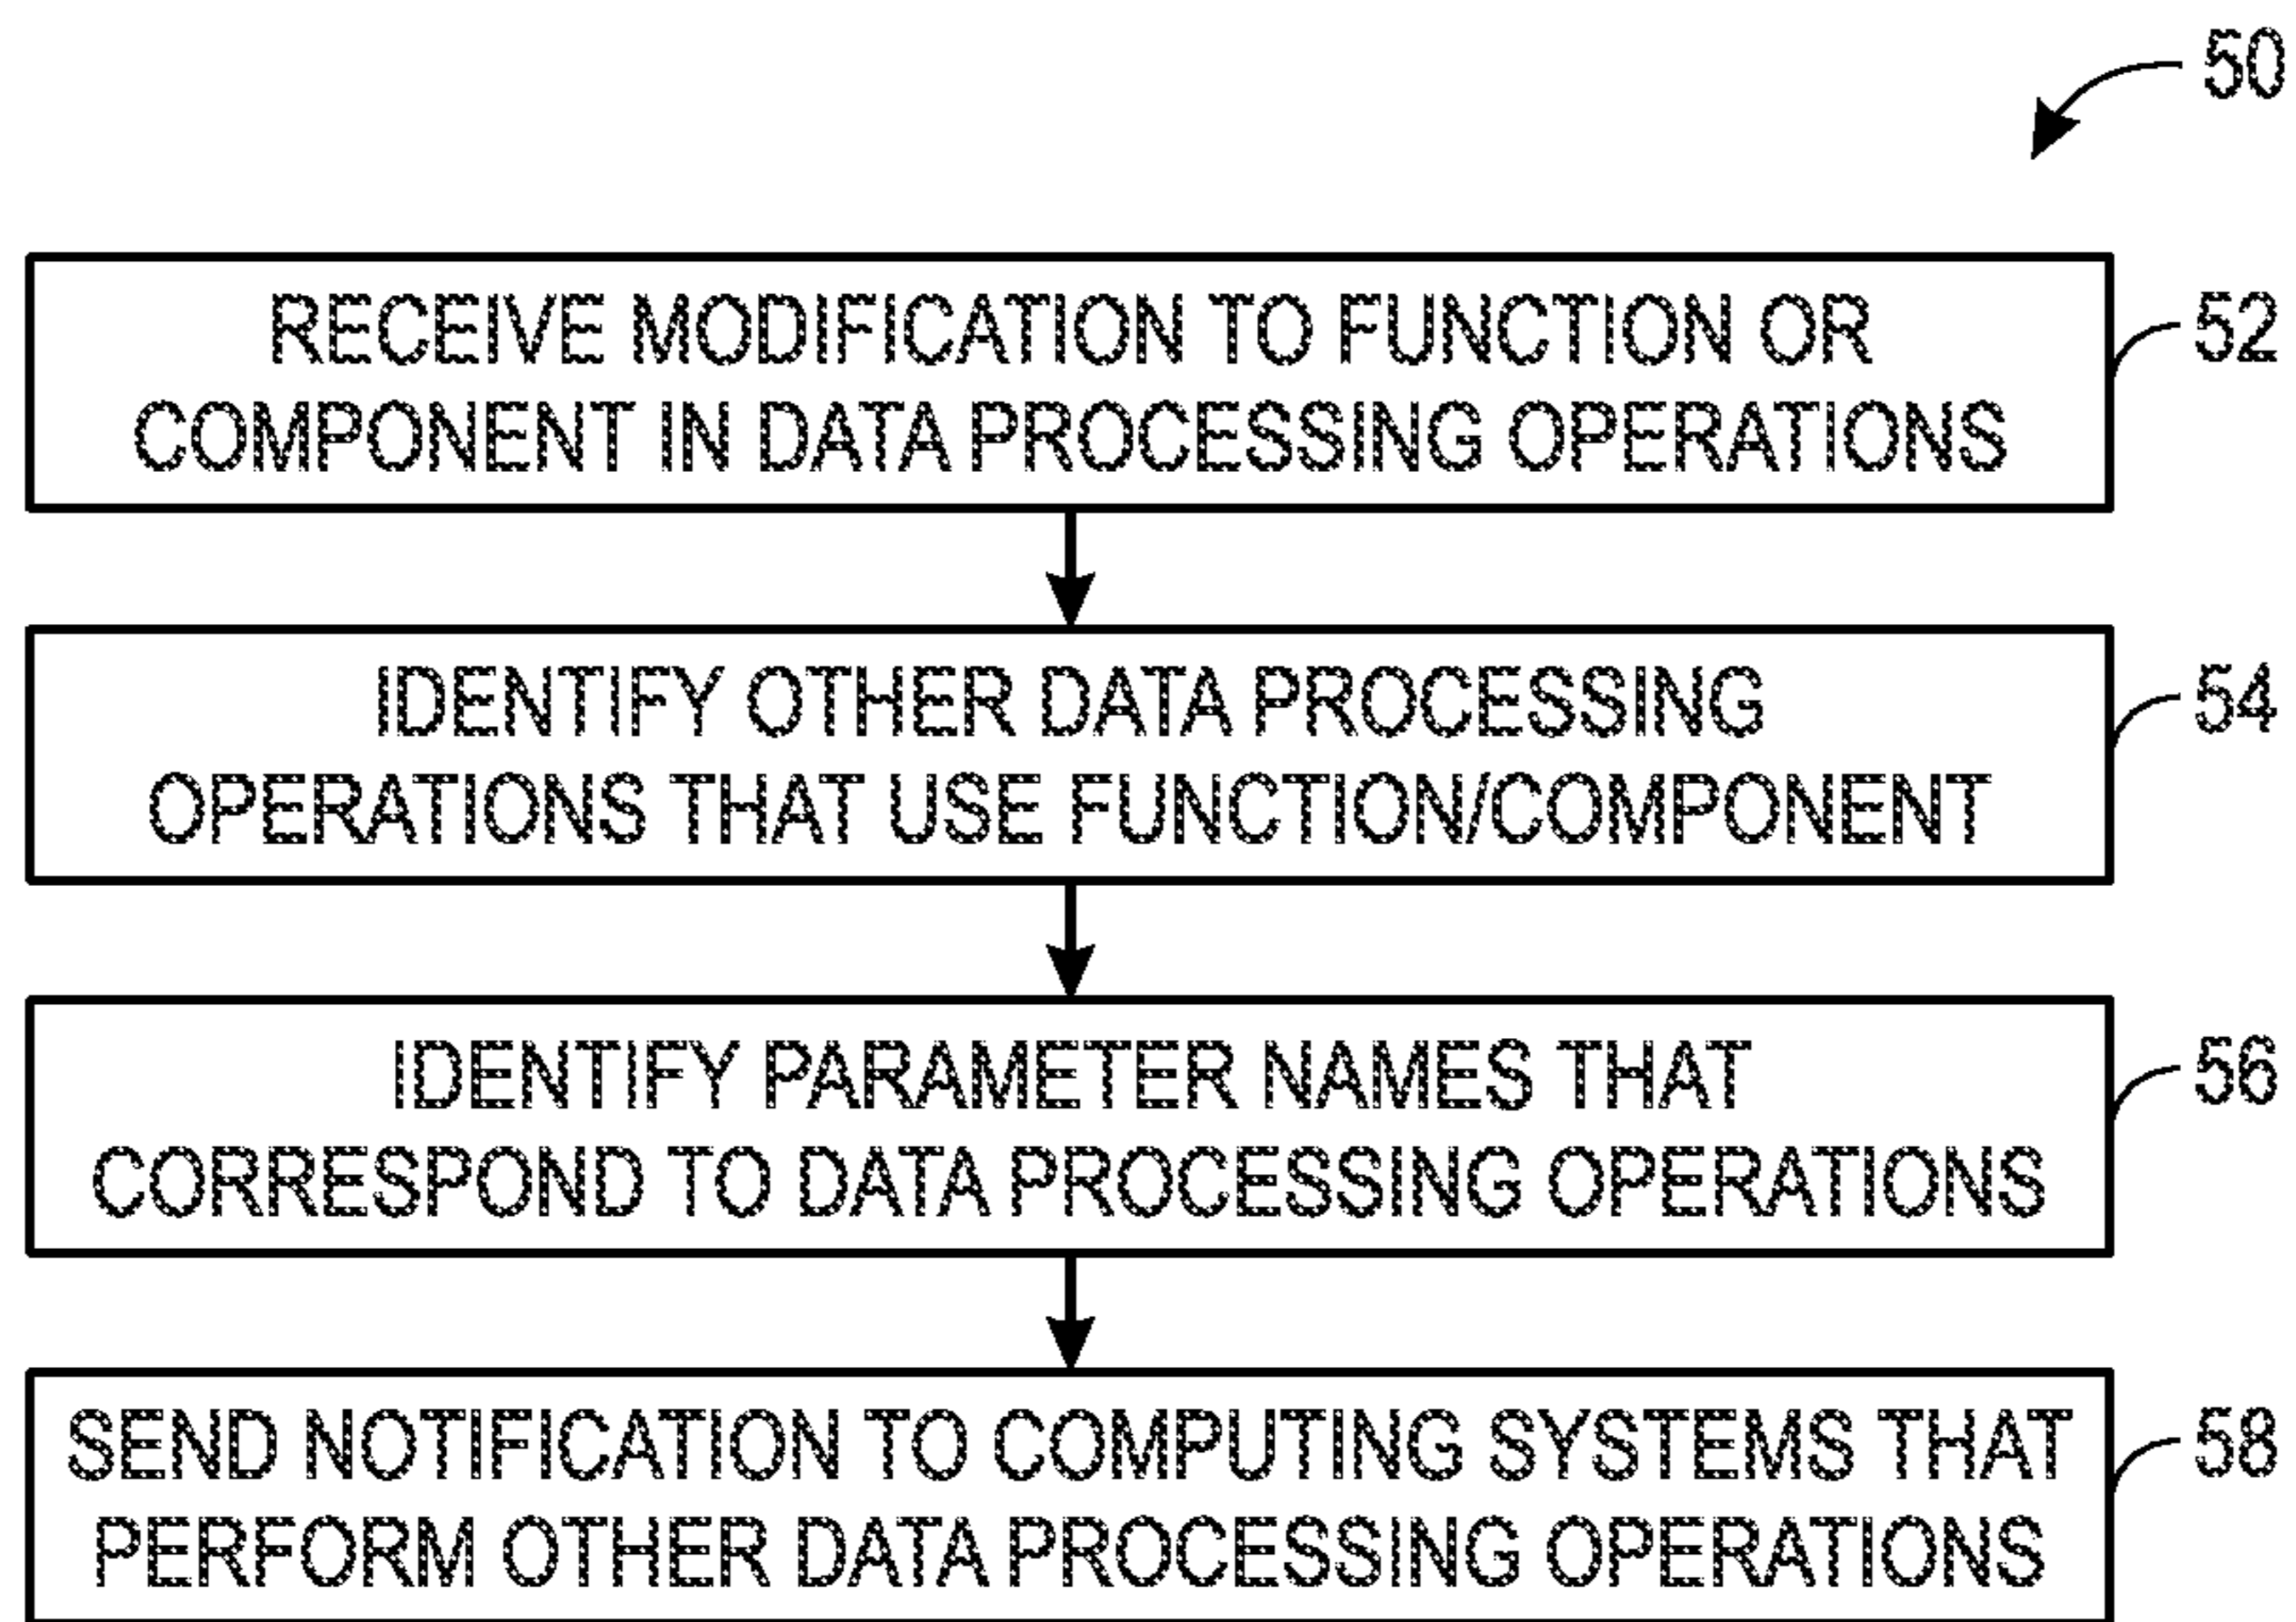 50
RECEIVE MODIFICATION TO FUNCTION OR
COMPONENT IN DATA PROCESSING OPERATIONS
52
IDENTIFY OTHER DATA PROCESSING
OPERATIONS THAT USE FUNCTION/COMPONENT
54
IDENTIFY PARAMETER NAMES THAT
CORRESPOND TO DATA PROCESSING OPERATIONS
56
SEND NOTIFICATION TO COMPUTING SYSTEMS THAT
PERFORM OTHER DATA PROCESSING OPERATIONS
58